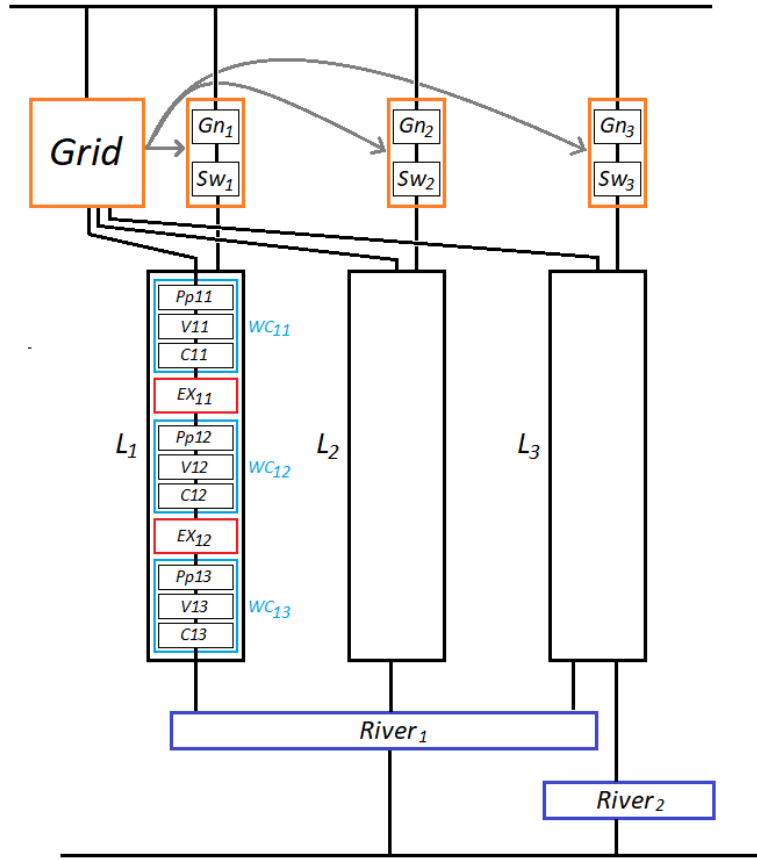 Grid
Gn₁
Gn₂
Gn₃
Sw₁
Sw₂
Sw₃
Pp11
V11
C11
WC₁₁
EX₁₁
L₁
Pp12
V12
C12
WC₁₂
EX₁₂
Pp13
V13
C13
WC₁₃
L₂
L₃
River₁
River₂